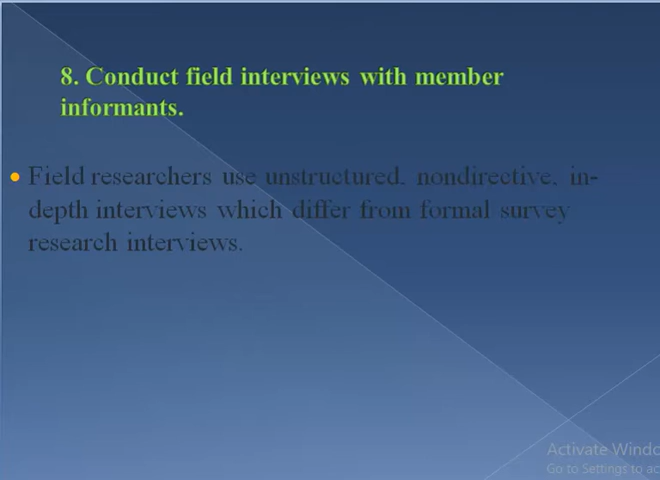 8. Conduct field interviews with member
informants.
Field researchers use unstructured, nondirective, in-
depth interviews which differ from formal survey
research interviews.
Activate Windo
Go to Settings to ac